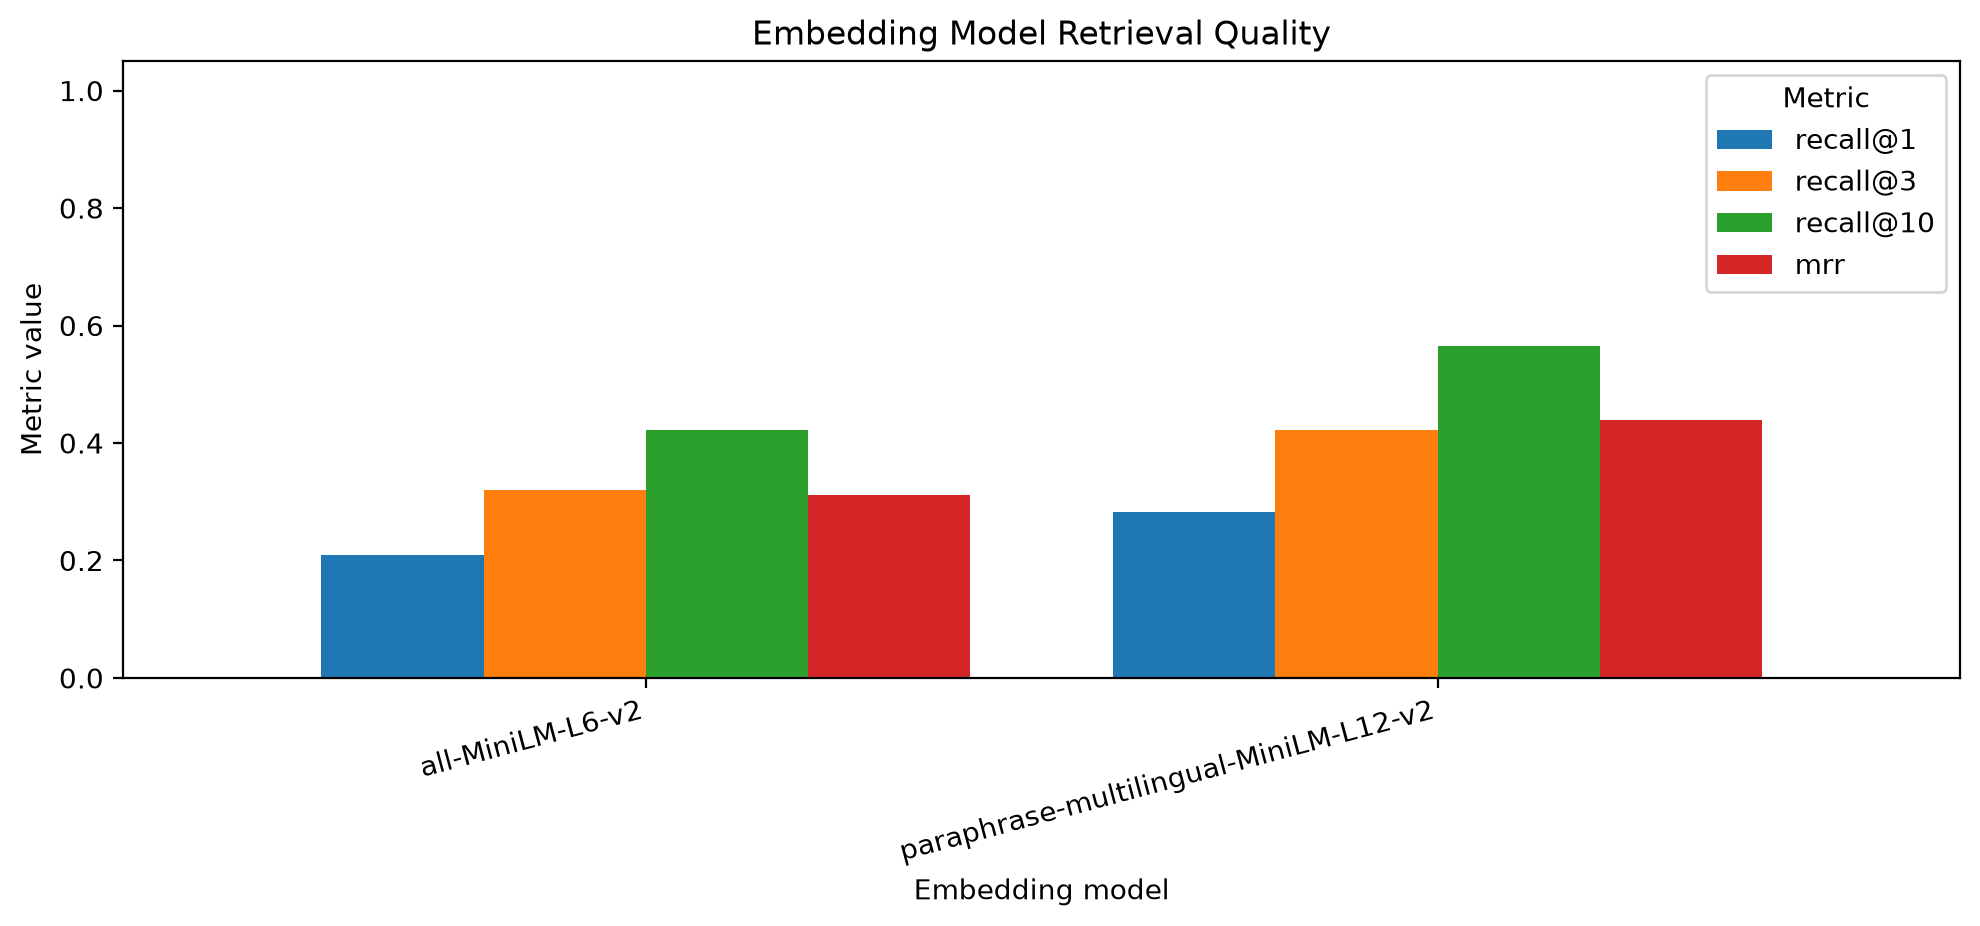 Embedding Model Retrieval Quality
Metric value
1.0
0.8
0.6
0.4
0.2
0.0
Metric
recall@1
recall@3
recall@10
mrr
all-MiniLM-L6-v2
paraphrase-multilingual-MiniLM-L12-v2
Embedding model